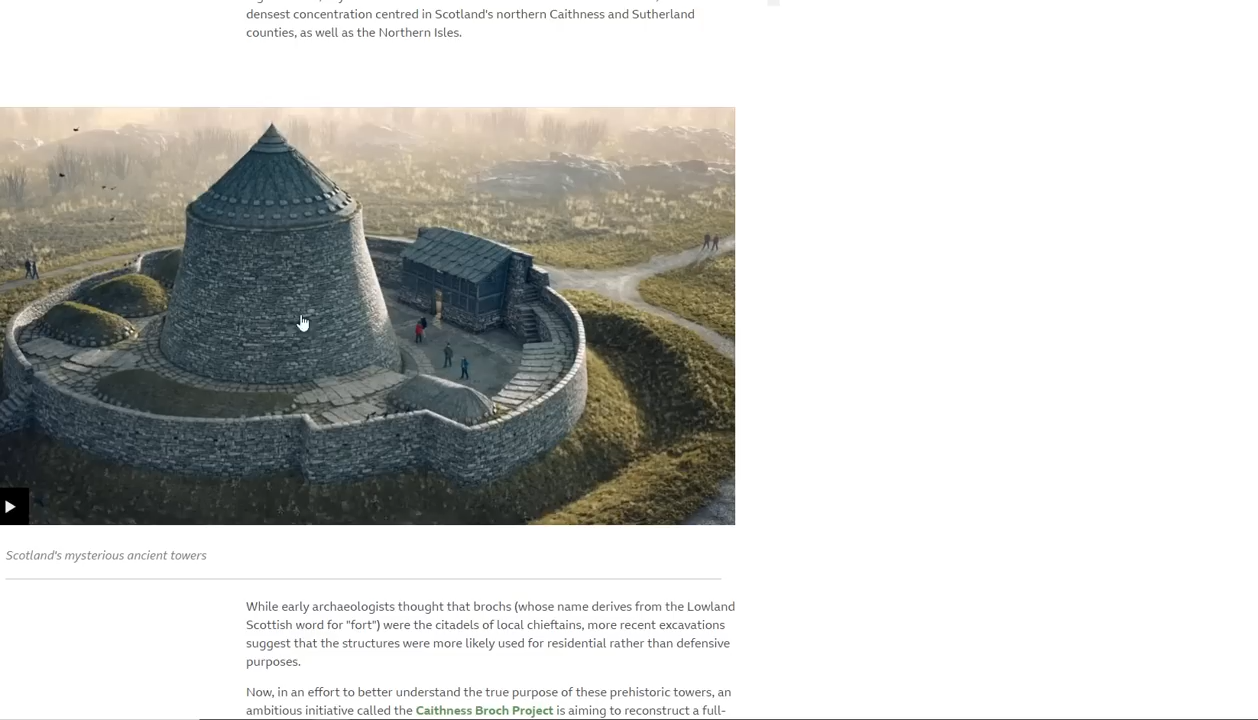 densest concentration centred in Scotland's northern Caithness and Sutherland
counties, as well as the Northern Isles.
Scotland's mysterious ancient towers
While early archaeologists thought that brochs (whose name derives from the Lowland
Scottish word for "fort") were the citadels of local chieftains, more recent excavations
suggest that the structures were more likely used for residential rather than defensive
purposes.
Now, in an effort to better understand the true purpose of these prehistoric towers, an
ambitious initiative called the Caithness Broch Project is aiming to reconstruct a full-